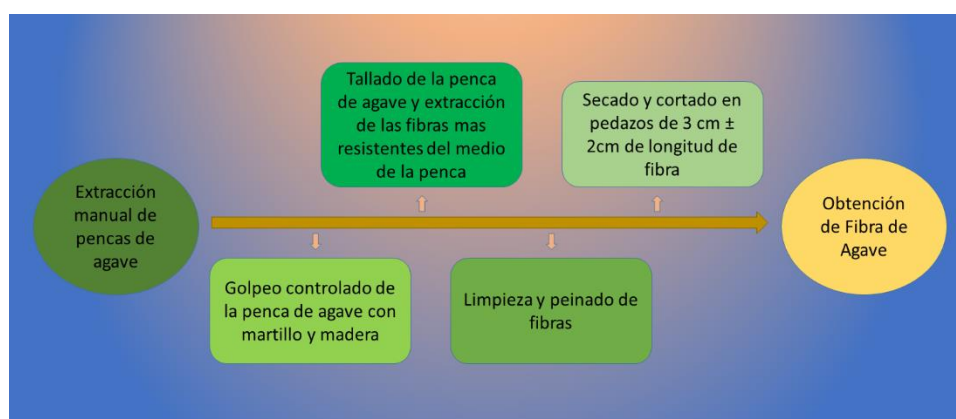 Extracción
manual de
pencas de
agave
Golpeo controlado de
la penca de agave con
martillo y madera
Tallado de la penca
de agave y extracción
de las fibras mas
resistentes del medio
de la penca
Limpieza y peinado de
fibras
Secado y cortado en
pedazos de 3 cm ±
2cm de longitud de
fibra
Obtención
de Fibra de
Agave